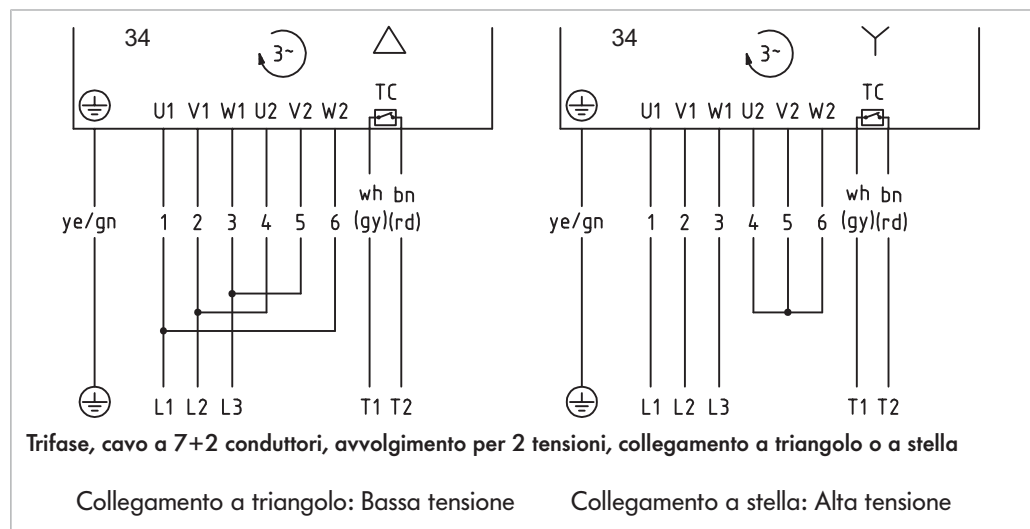 34 3~ TC
U1 V1 W1 U2 V2 W2
wh bn
ye/gn 1 2 3 4 5 6 (gy)(rd)
L1 L2 L3 T1 T2
34 3~ TC
U1 V1 W1 U2 V2 W2
wh bn
ye/gn 1 2 3 4 5 6 (gy)(rd)
L1 L2 L3 T1 T2
Trifase, cavo a 7+2 conduttori, avvolgimento per 2 tensioni, collegamento a triangolo o a stella
Collegamento a triangolo: Bassa tensione
Collegamento a stella: Alta tensione